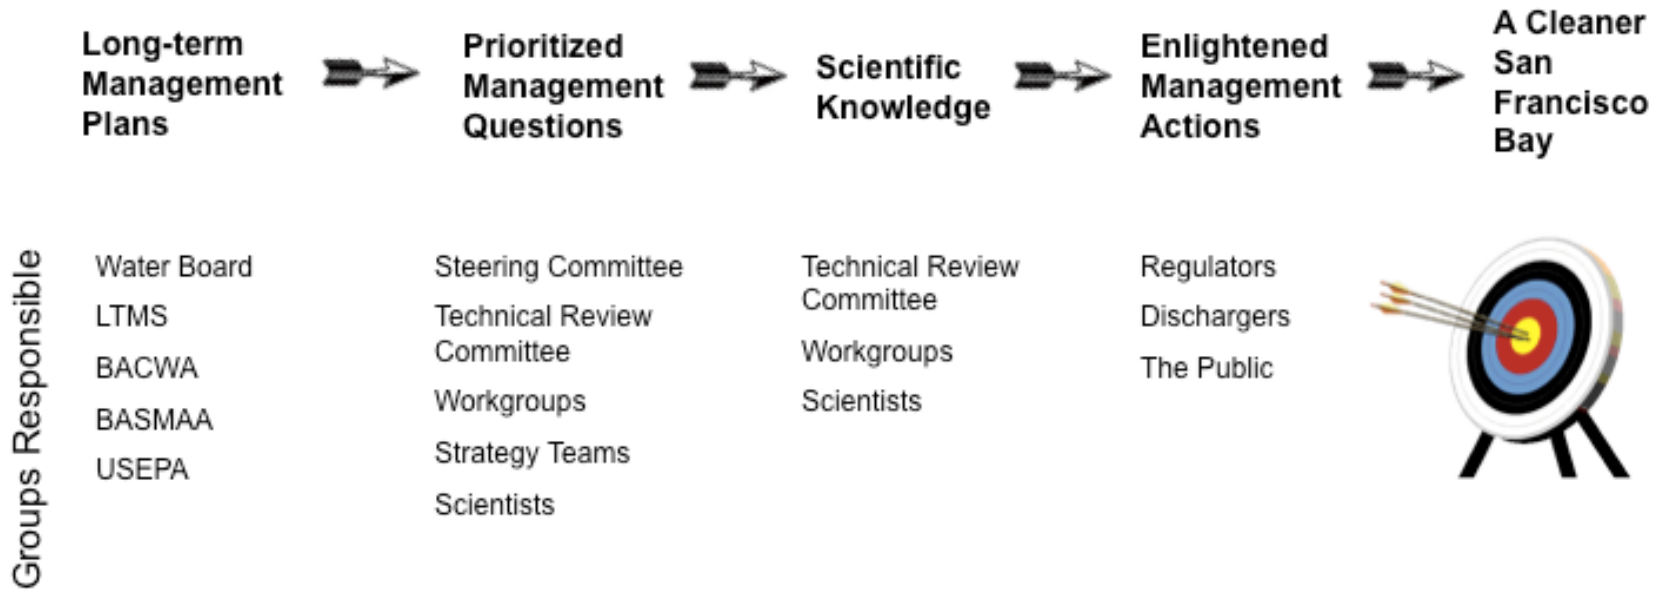 Long-term
Management
Plans
Prioritized
Management
Questions
Scientific
Knowledge
Enlightened
Management
Actions
A Cleaner
San
Francisco
Bay
Groups Responsible
Water Board
LTMS
BACWA
BASMAA
USEPA
Steering Committee
Technical Review
Committee
Workgroups
Strategy Teams
Scientists
Technical Review
Committee
Workgroups
Scientists
Regulators
Dischargers
The Public